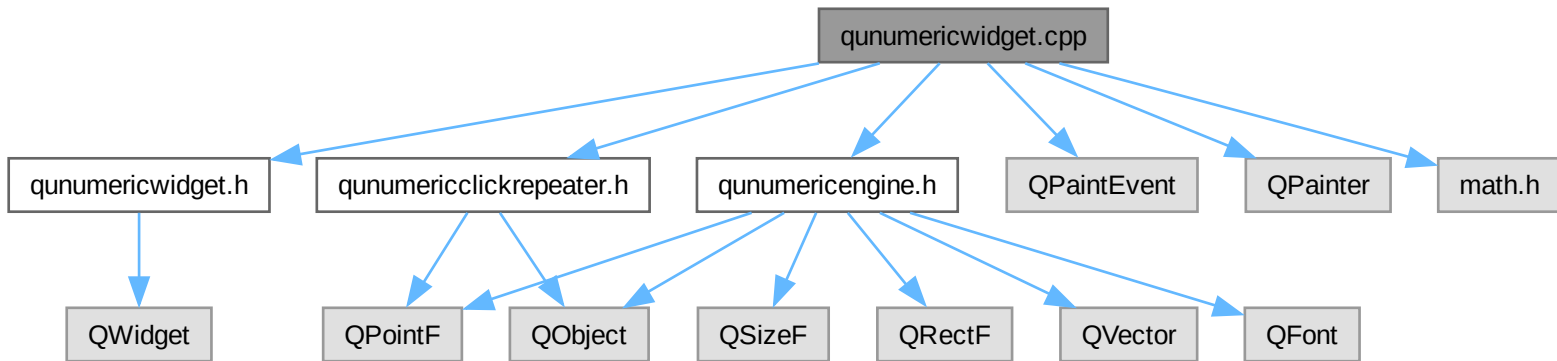 qunumericwidget.cpp
qunumericwidget.h
qunumericclickrepeater.h
qunumericengine.h
QPaintEvent
QPainter
math.h
QWidget
QPointF
QObject
QSizeF
QRectF
QVector
QFont